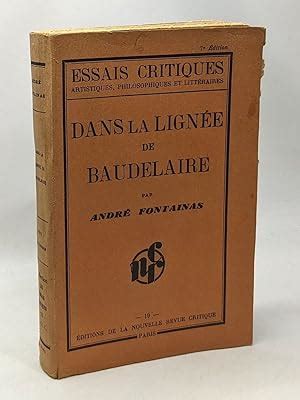 7e Édition
ESSAIS CRITIQUES
ARTISTIQUES, PHILOSOPHIQUES ET LITTÉRAIRES
DANS LA LIGNÉE
DE
BAUDELAIRE
PAR
ANDRÉ FONTAINAS
— 19 —
ÉDITIONS DE LA NOUVELLE REVUE CRITIQUE
PARIS